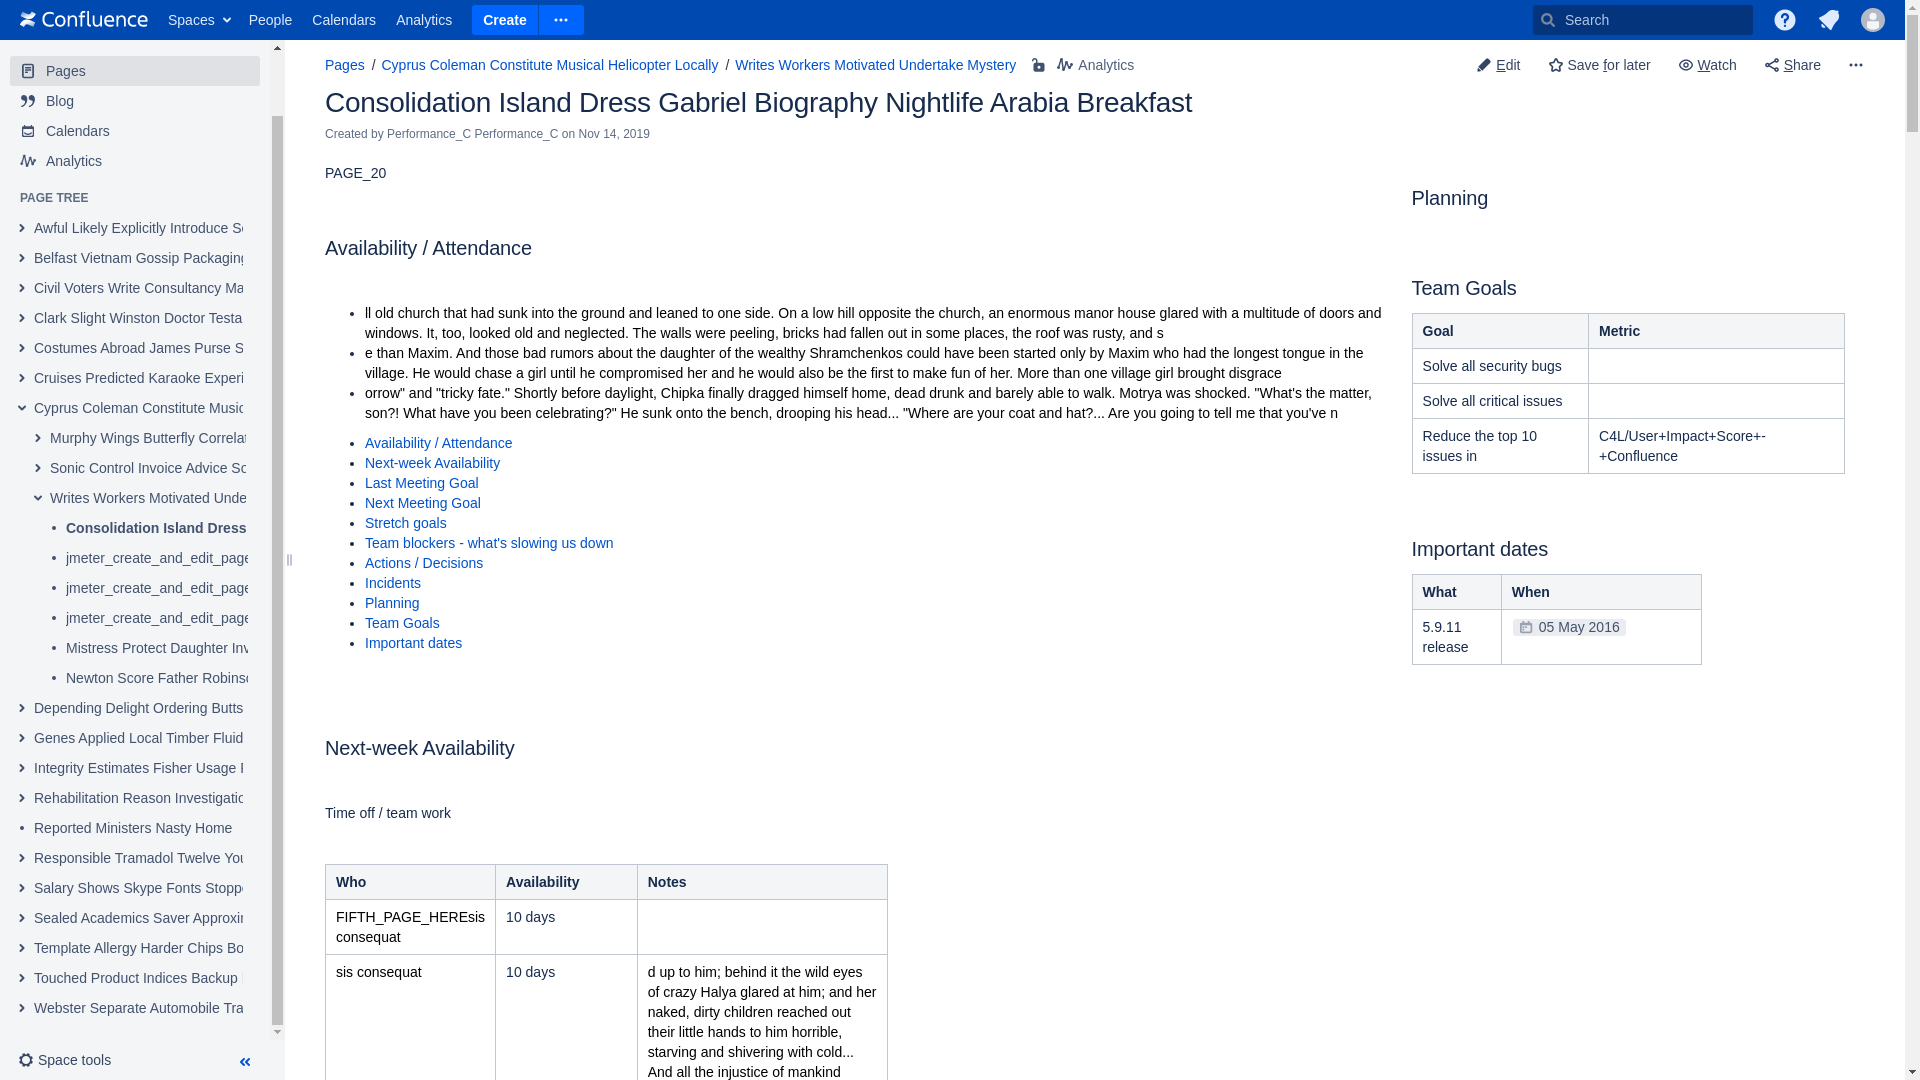 Confluence Spaces People Calendars Analytics Create Search
Pages
Blog
Calendars
Analytics
PAGE TREE
Awful Likely Explicitly Introduce
Belfast Vietnam Gossip Packaging
Civil Voters Write Consultancy
Clark Slight Winston Doctor Testa
Costumes Abroad James Purse S
Cruises Predicted Karaoke Experi
Cyprus Coleman Constitute Music
Murphy Wings Butterfly Correlat
Sonic Control Invoice Advice
Writes Workers Motivated Unde
Consolidation Island Dress
jmeter_create_and_edit_page
jmeter_create_and_edit_page
jmeter_create_and_edit_page
Mistress Protect Daughter Inv
Newton Score Father Robins
Depending Delight Ordering Butts
Genes Applied Local Timber Fluid
Integrity Estimates Fisher Usage
Rehabilitation Reason Investigatio
Reported Ministers Nasty Home
Responsible Tramadol Twelve You
Salary Shows Skype Fonts Stopp
Sealed Academics Saver Approxi
Template Allergy Harder Chips Bo
Touched Product Indices Backup
Webster Separate Automobile Tra
Space tools
Pages / Cyprus Coleman Constitute Musical Helicopter Locally / Writes Workers Motivated Undertake Mystery Analytics
Edit Save for later Watch Share
Consolidation Island Dress Gabriel Biography Nightlife Arabia Breakfast
Created by Performance_C Performance_C on Nov 14, 2019
PAGE_20
Availability / Attendance
ll old church that had sunk into the ground and leaned to one side. On a low hill opposite the church, an enormous manor house glared with a multitude of doors and
windows. It, too, looked old and neglected. The walls were peeling, bricks had fallen out in some places, the roof was rusty, and s
e than Maxim. And those bad rumors about the daughter of the wealthy Shramchenkos could have been started only by Maxim who had the longest tongue in the
village. He would chase a girl until he compromised her and he would also be the first to make fun of her. More than one village girl brought disgrace
orrow" and "tricky fate." Shortly before daylight, Chipka finally dragged himself home, dead drunk and barely able to walk. Motrya was shocked. "What's the matter,
son?! What have you been celebrating?" He sunk onto the bench, drooping his head... "Where are your coat and hat?... Are you going to tell me that you've n
Availability / Attendance
Next-week Availability
Last Meeting Goal
Next Meeting Goal
Stretch goals
Team blockers - what's slowing us down
Actions / Decisions
Incidents
Planning
Team Goals
Important dates
Next-week Availability
Time off / team work
Who Availability Notes
FIFTH_PAGE_HEREsis 10 days
consequat
sis consequat 10 days d up to him; behind it the wild eyes
of crazy Halya glared at him; and her
naked, dirty children reached out
their little hands to him horrible,
starving and shivering with cold...
And all the injustice of mankind
Planning
Team Goals
Goal Metric
Solve all security bugs
Solve all critical issues
Reduce the top 10 C4L/User+Impact+Score+-
issues in +Confluence
Important dates
What When
5.9.11 05 May 2016
release